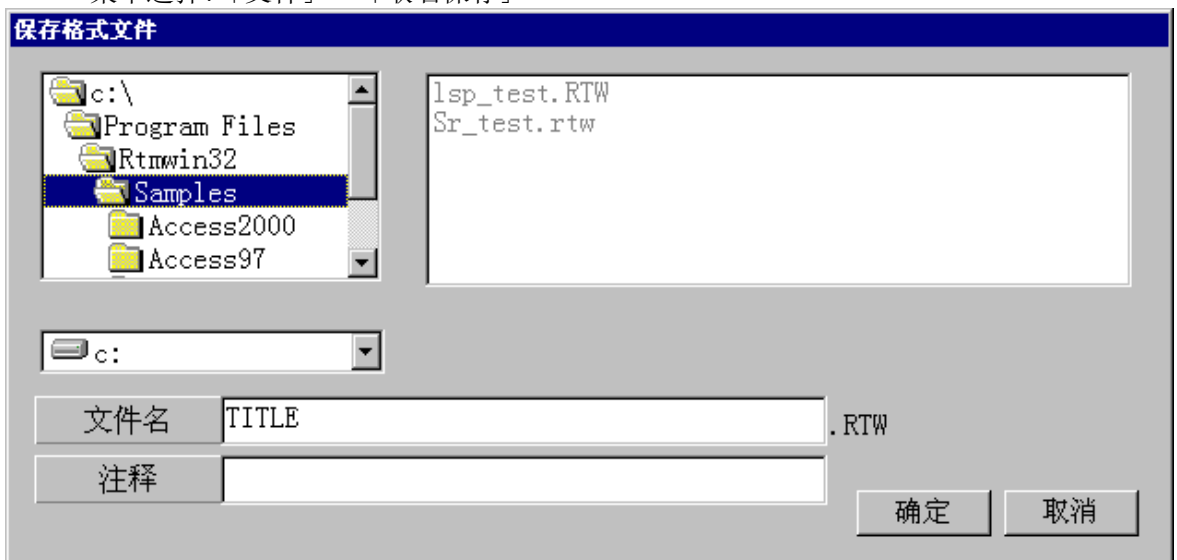 保存格式文件
c:\
Program Files
Rtmwin32
Samples
Access2000
Access97
lsp_test.RTW
Sr_test.rtw
c:
文件名 TITLE .RTW
注释
确定 取消